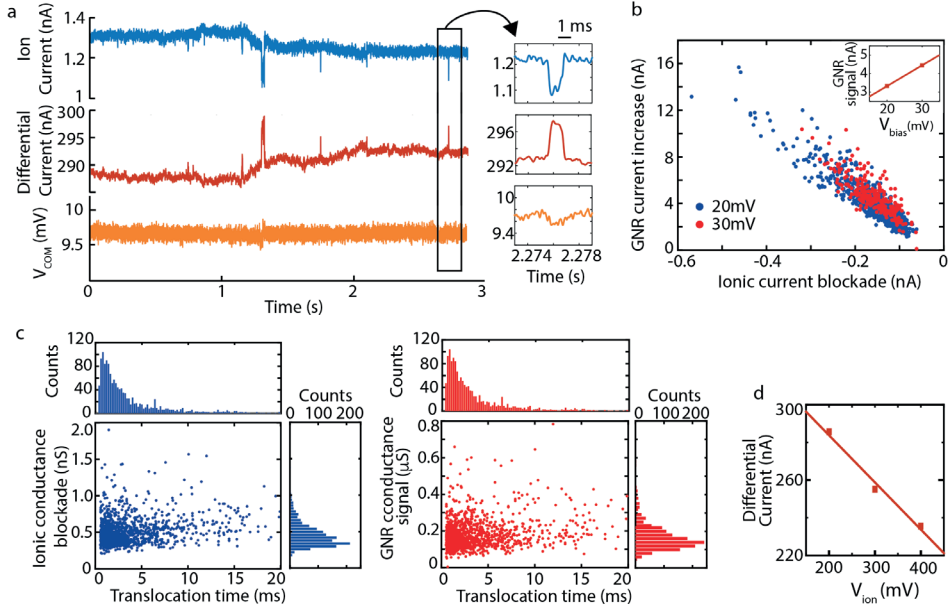 a
Ion
Current (nA)
1.4
1.2
1
Differential
Current (nA)
300
295
290
V_COM (mV)
10
9.5
0
1
2
3
Time (s)
1 ms
1.2
1.1
296
292
10
9.4
2.274
2.278
Time (s)
b
GNR current increase (nA)
16
12
8
4
0
-0.6
-0.4
-0.2
0
Ionic current blockade (nA)
20mV
30mV
GNR
signal (nA)
5
4
3
20
30
V_bias (mV)
c
Counts
120
80
40
0
Counts
0 100 200
Ionic conductance
blockade (nS)
2.0
1.5
1.0
0.5
0
0 5 10 15 20
Translocation time (ms)
Counts
120
80
40
0
Counts
0 100 200
GNR conductance
signal (μS)
0.8
0.6
0.4
0.2
0
0 5 10 15 20
Translocation time (ms)
d
Differential
Current (nA)
300
260
220
200 300 400
V_ion (mV)